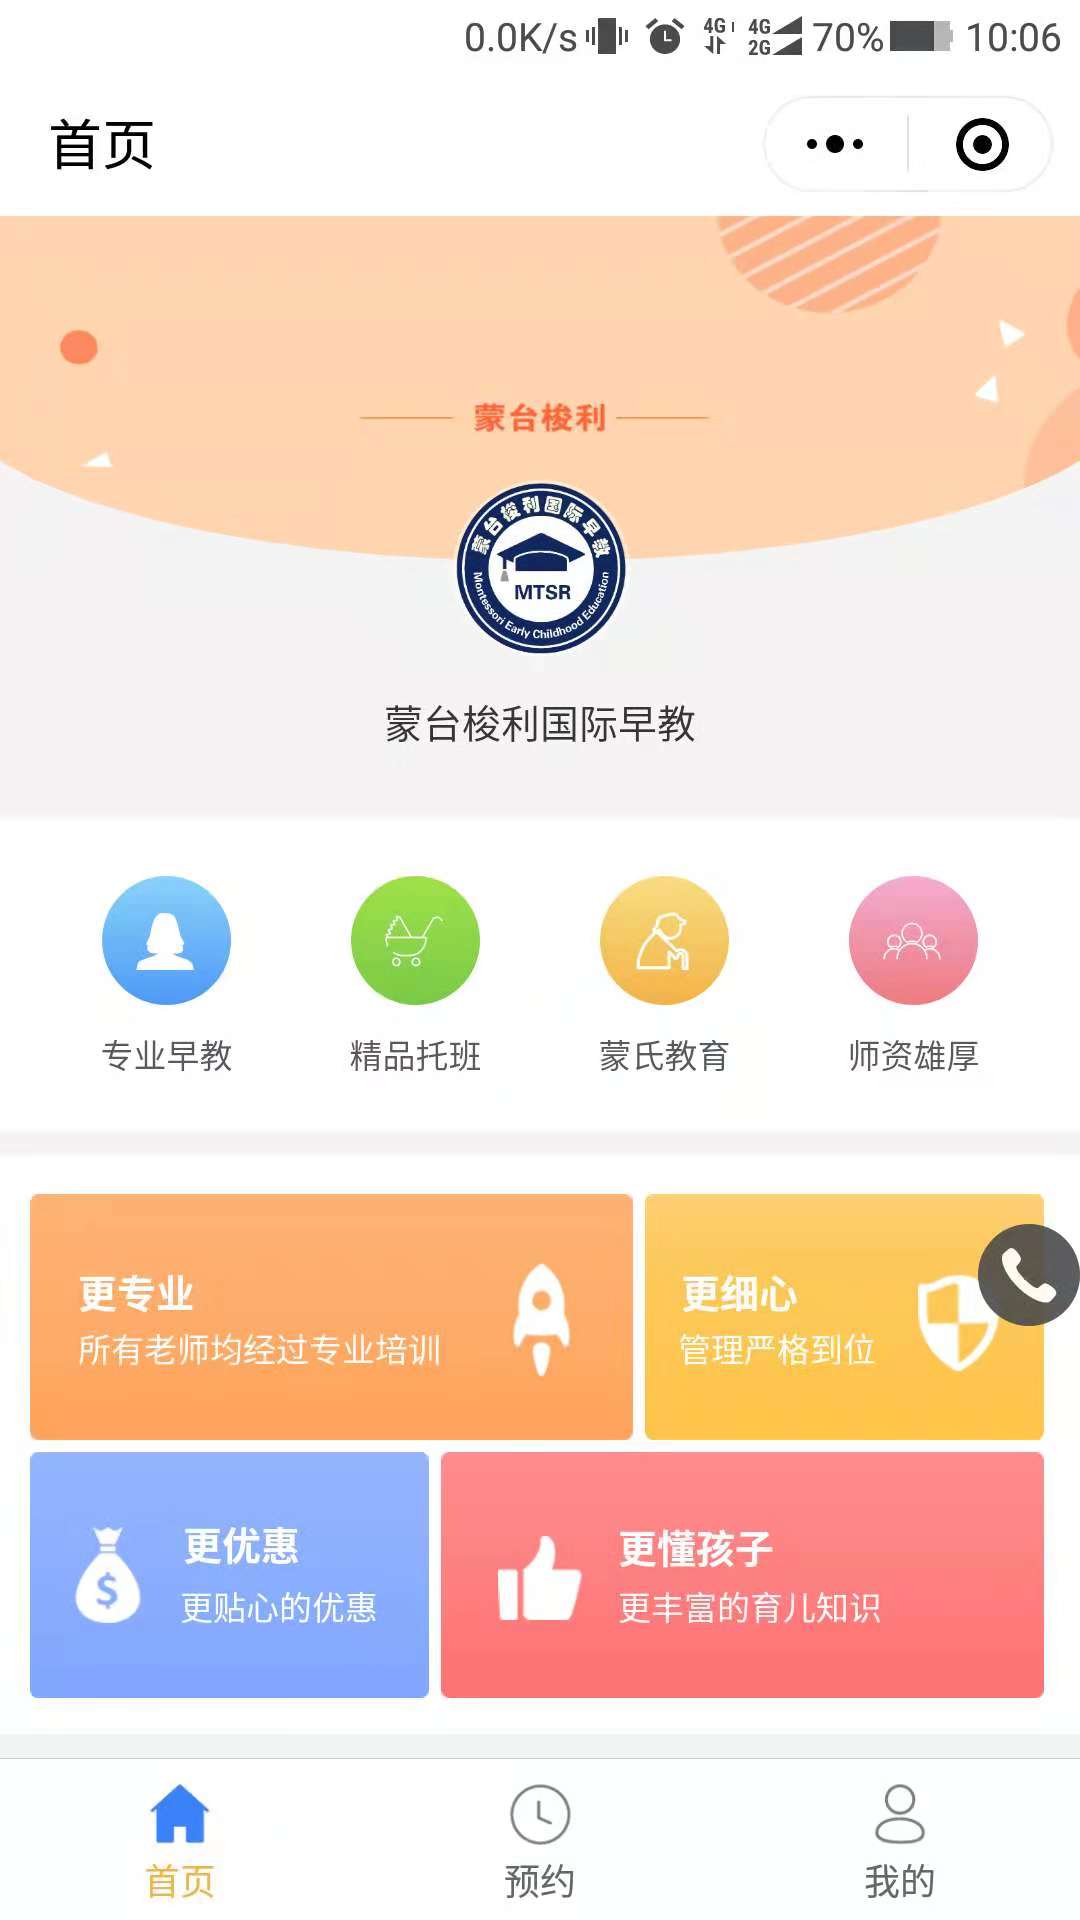 0.0K/s 4G 4G 2G 70% 10:06
首页
蒙台梭利
蒙台梭利国际早教
MTSR
Montessori Early Childhood Education
蒙台梭利国际早教
专业早教 精品托班 蒙氏教育 师资雄厚
更专业
所有老师均经过专业培训
更细心
管理严格到位
更优惠
更贴心的优惠
更懂孩子
更丰富的育儿知识
首页 预约 我的